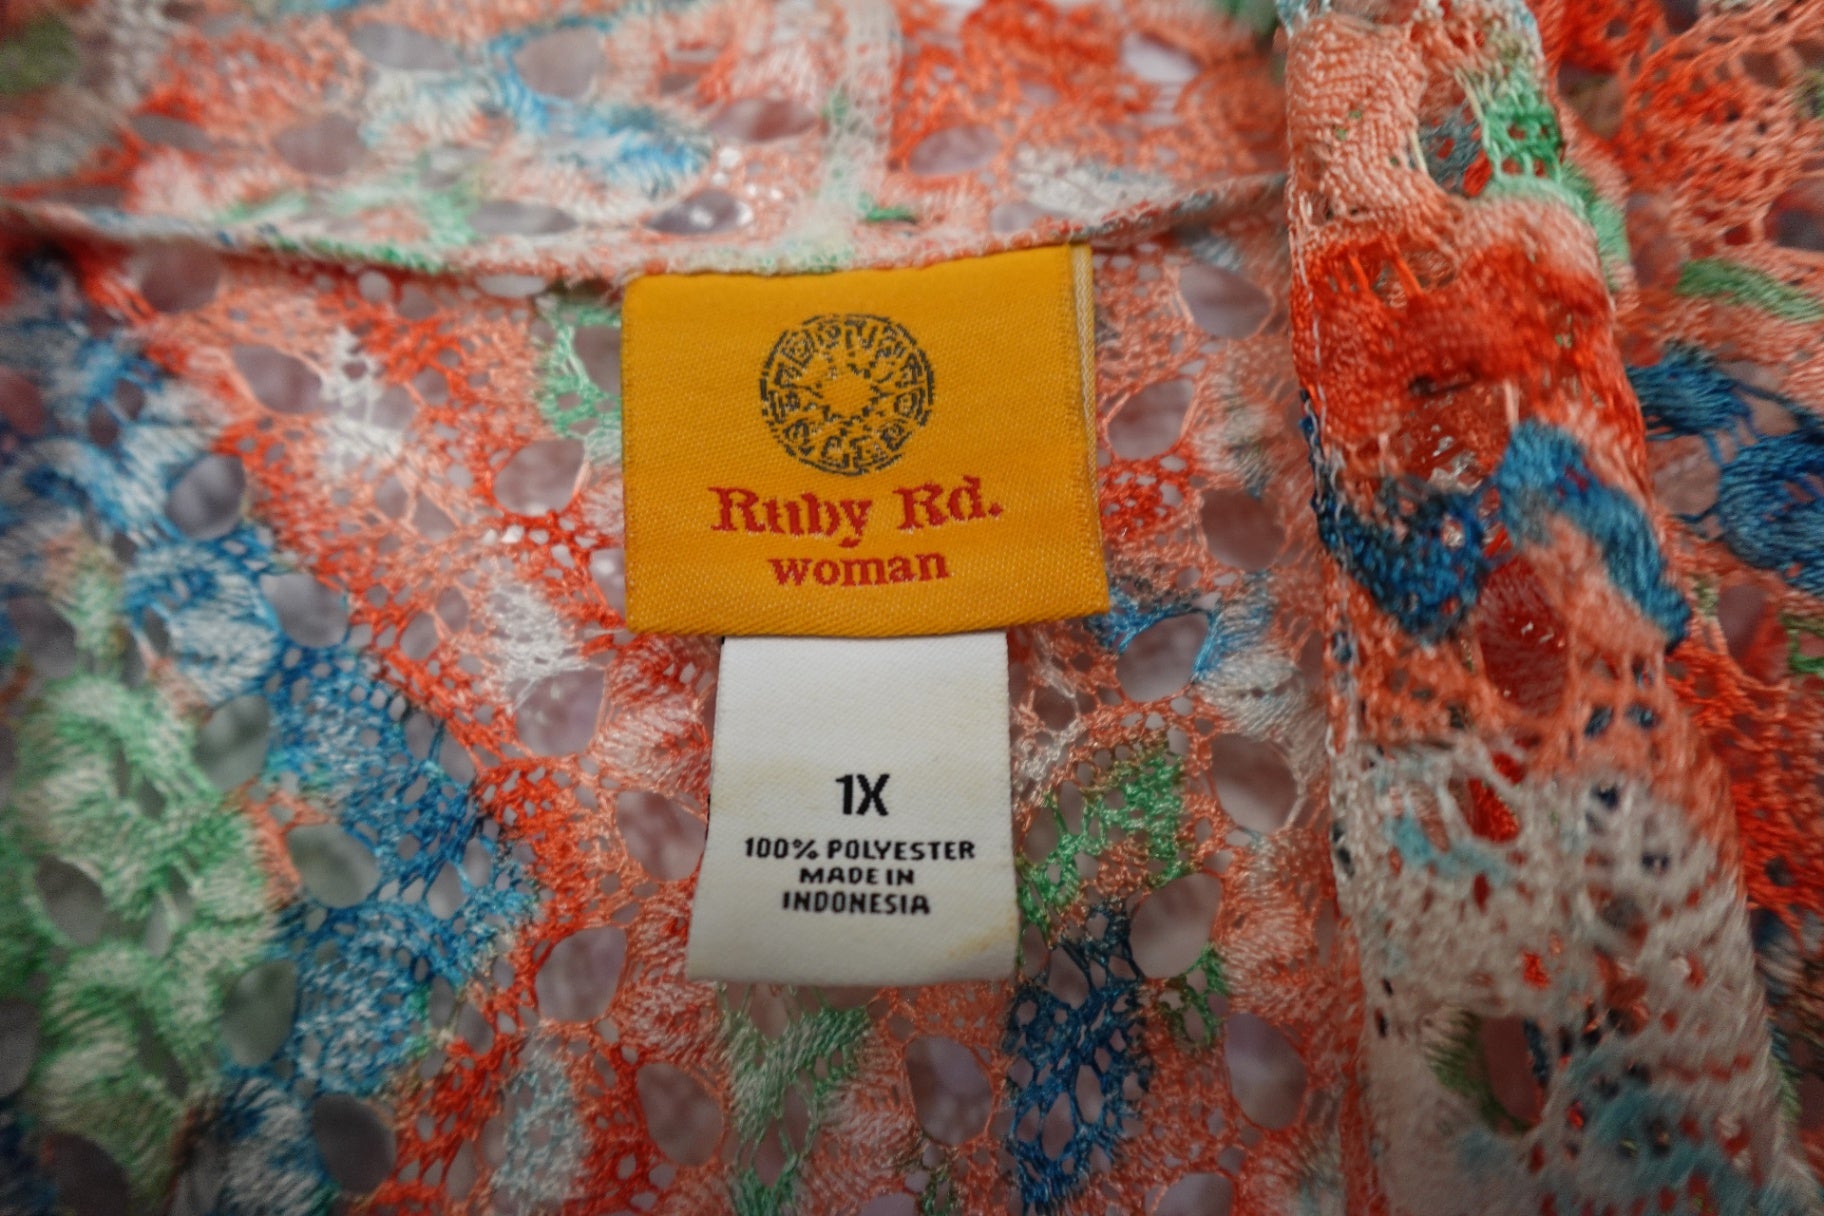 Ruby Rd.
woman
1X
100% POLYESTER
MADE IN
INDONESIA